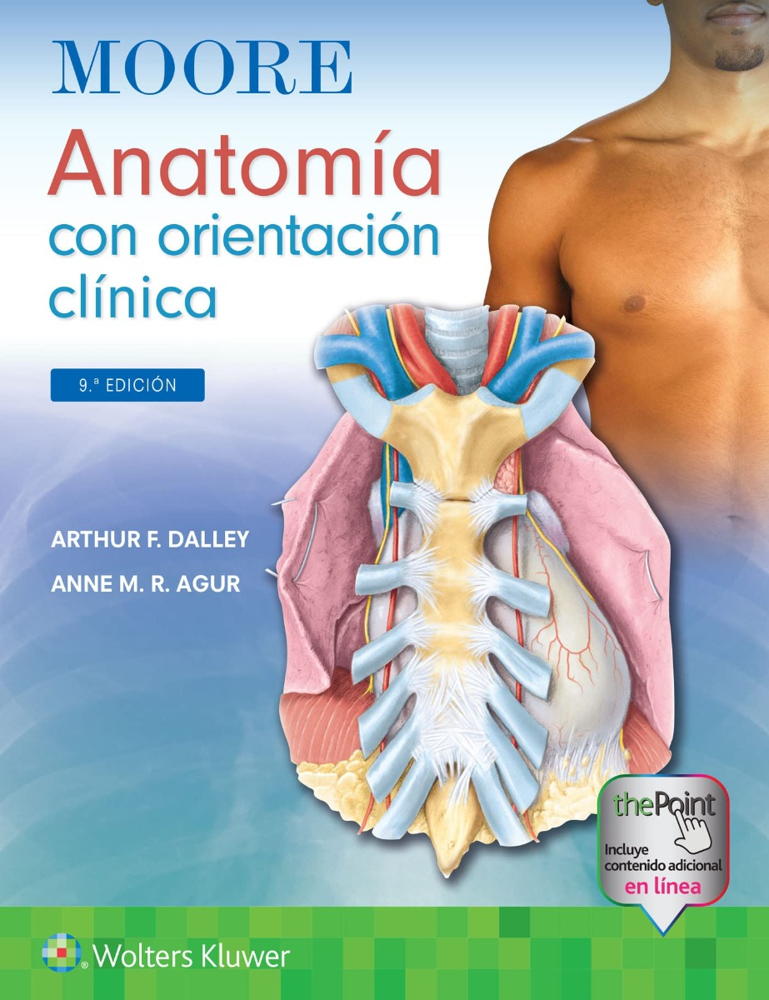 MOORE
Anatomía
con orientación
clínica
9.ª EDICIÓN
ARTHUR F. DALLEY
ANNE M. R. AGUR
thePoint
Incluye
contenido adicional
en línea
® Wolters Kluwer